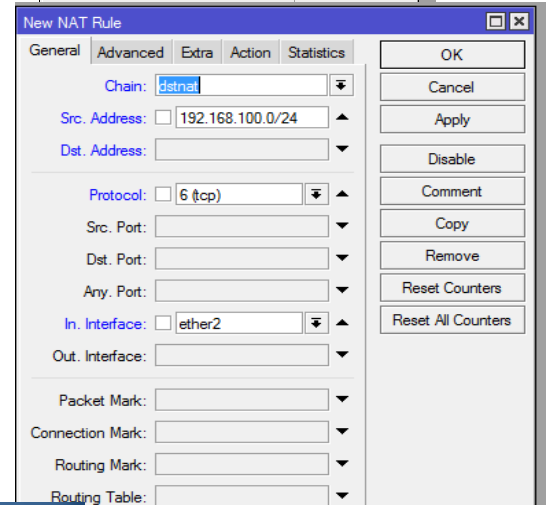 New NAT Rule
General Advanced Extra Action Statistics
OK
Chain: dstnat
Cancel
Src. Address: 192.168.100.0/24
Apply
Dst. Address:
Disable
Protocol: 6 (tcp)
Comment
Src. Port:
Copy
Dst. Port:
Remove
Any. Port:
Reset Counters
In. Interface: ether2
Reset All Counters
Out. Interface:
Packet Mark:
Connection Mark:
Routing Mark:
Routing Table: